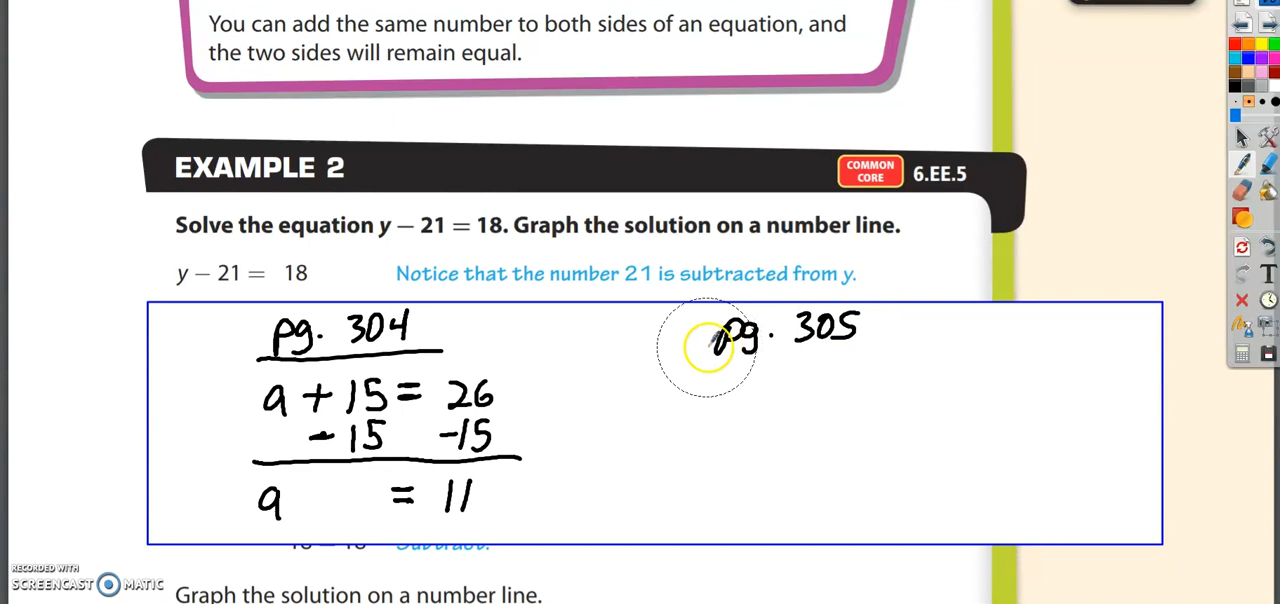 You can add the same number to both sides of an equation, and
the two sides will remain equal.
EXAMPLE 2
COMMON
CORE
6.EE.5
Solve the equation y – 21 = 18. Graph the solution on a number line.
y – 21 = 18
Notice that the number 21 is subtracted from y.
pg. 304
a + 15 = 26
- 15 -15
a = 11
pg. 305
Subtract.
RECORDED WITH
SCREENCAST MATIC
Graph the solution on a number line.